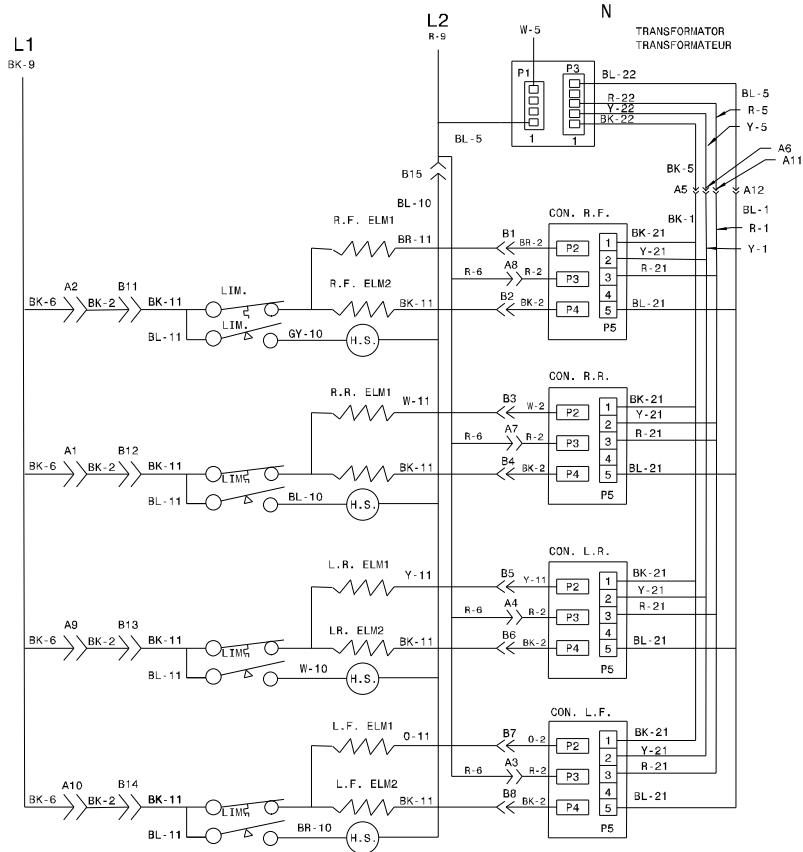 L1
BK-9
L2
R-9
N
W-5
TRANSFORMATOR
TRANSFORMATEUR
P1
P3
1
1
BL-22
R-22
Y-22
BK-22
BL-5
R-5
Y-5
BL-5
A6
A11
BK-5
A5
A12
B15
BL-10
BK-1
BL-1
R-1
Y-1
R.F. ELM1
BR-11
B1
BR-2
CON. R.F.
P2
P3
P4
1
2
3
4
5
P5
BK-21
Y-21
R-21
BL-21
R-6
A8
R-2
R.F. ELM2
BK-11
B2
BK-2
BK-6
A2
BK-2
B11
BK-11
LIM.
LIM.
BL-11
GY-10
H.S.
R.R. ELM1
W-11
B3
W-2
CON. R.R.
P2
P3
P4
1
2
3
4
5
P5
BK-21
Y-21
R-21
BL-21
R-6
A7
R-2
BK-11
B4
BK-2
BK-6
A1
BK-2
B12
BK-11
LIM
BL-11
BL-10
H.S.
L.R. ELM1
Y-11
B5
Y-11
CON. L.R.
P2
P3
P4
1
2
3
4
5
P5
BK-21
Y-21
R-21
BL-21
R-6
A4
R-2
LR. ELM2
BK-11
B6
BK-2
BK-6
A9
BK-2
B13
BK-11
LIM
BL-11
W-10
H.S.
L.F. ELM1
O-11
B7
O-2
CON. L.F.
P2
P3
P4
1
2
3
4
5
P5
BK-21
Y-21
R-21
BL-21
R-6
A3
R-2
L.F. ELM2
BK-11
B8
BK-2
BK-6
A10
BK-2
B14
BK-11
LIM
BL-11
BR-10
H.S.